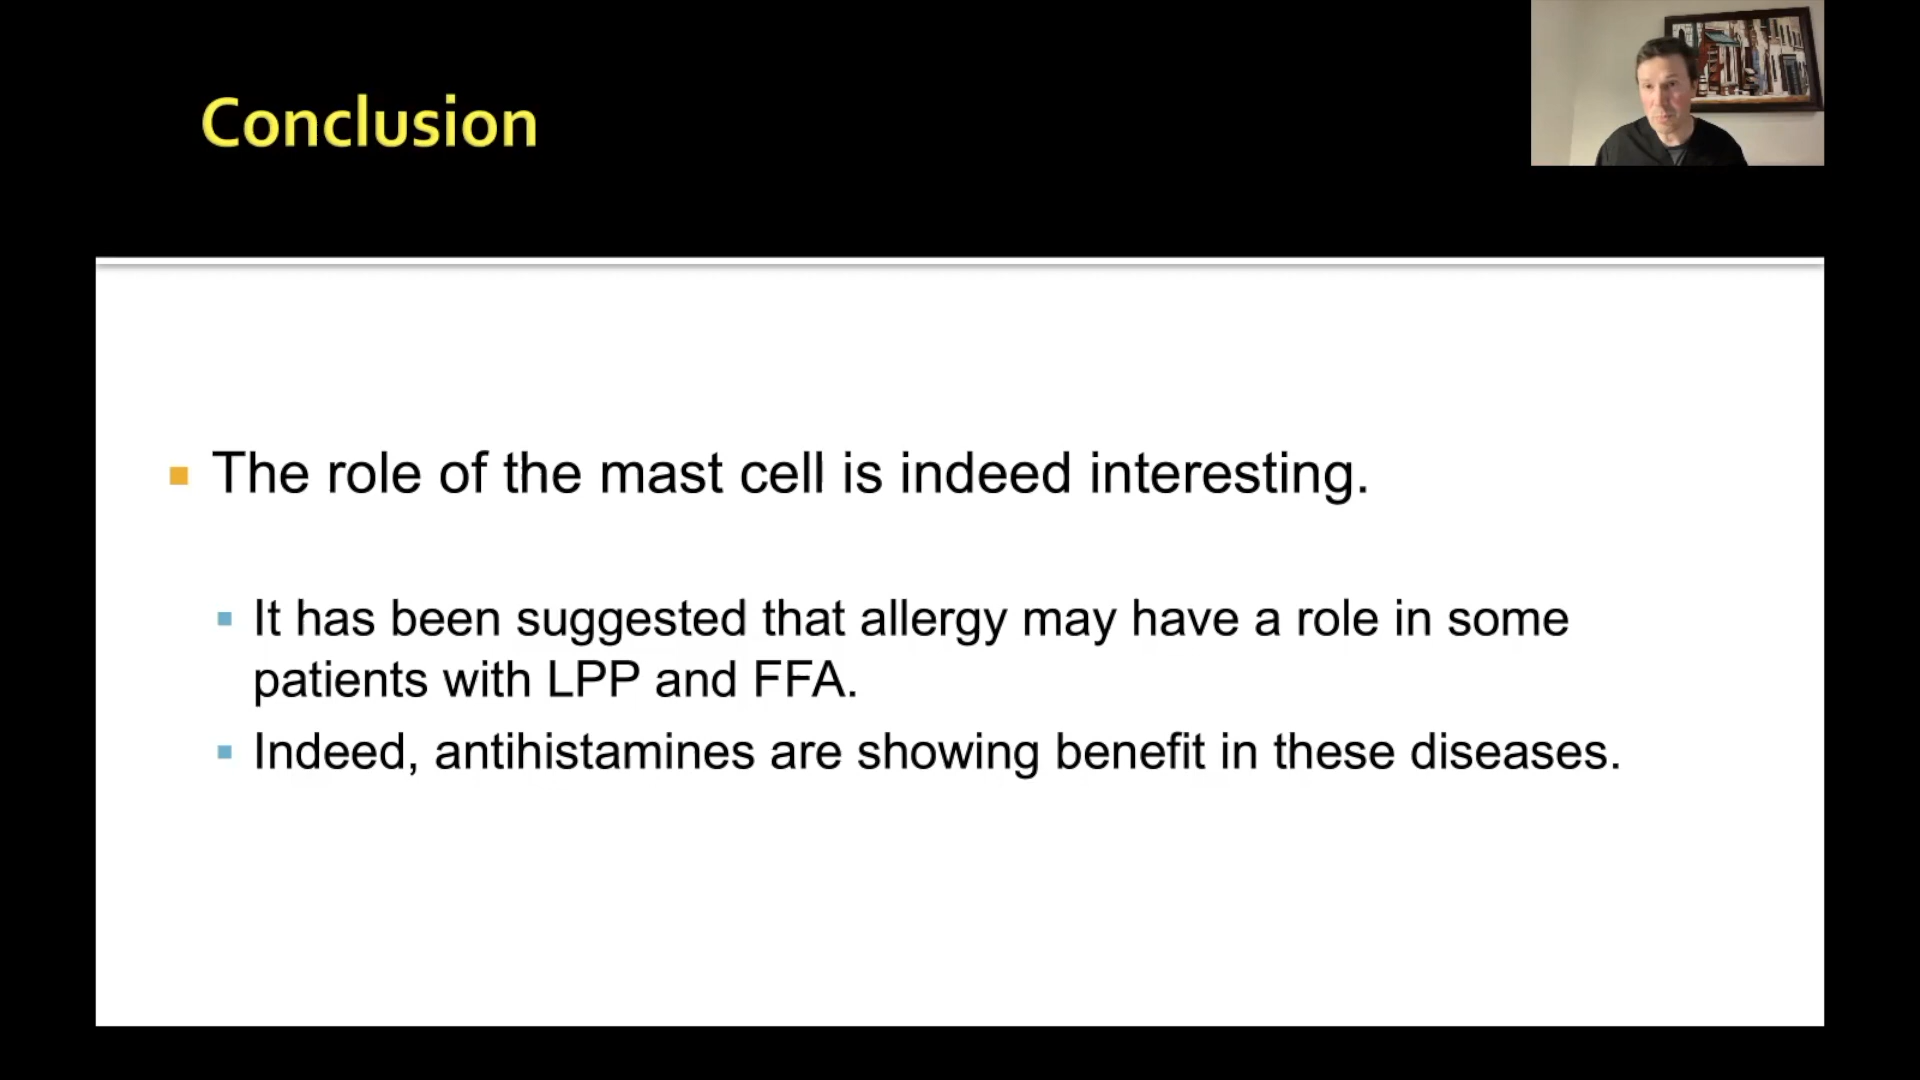 Conclusion
The role of the mast cell is indeed interesting.
It has been suggested that allergy may have a role in some
patients with LPP and FFA.
Indeed, antihistamines are showing benefit in these diseases.